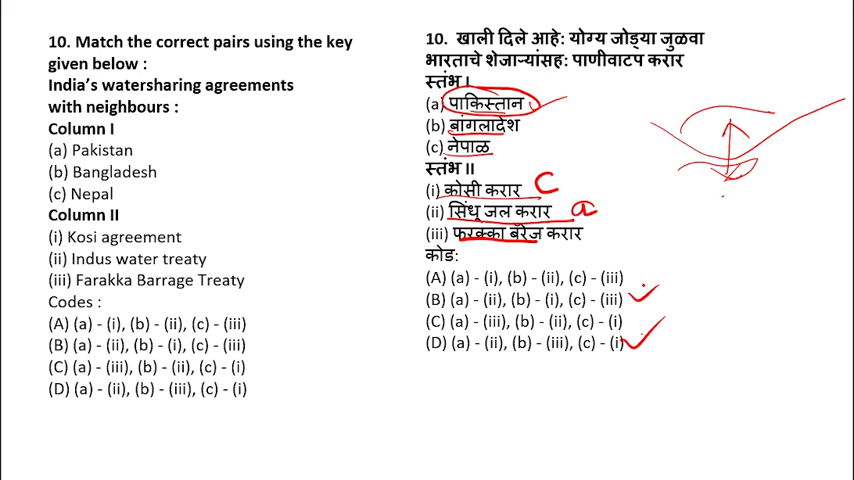 10. Match the correct pairs using the key
given below :
India's watersharing agreements
with neighbours :
Column I
(a) Pakistan
(b) Bangladesh
(c) Nepal
Column II
(i) Kosi agreement
(ii) Indus water treaty
(iii) Farakka Barrage Treaty
Codes :
(A) (a) - (i), (b) - (ii), (c) - (iii)
(B) (a) - (ii), (b) - (i), (c) - (iii)
(C) (a) - (iii), (b) - (ii), (c) - (i)
(D) (a) - (ii), (b) - (iii), (c) - (i)
10. खाली दिले आहे: योग्य जोड्या जुळवा
भारताचे शेजाऱ्यांसह: पाणीवाटप करार
स्तंभ I
(a) पाकिस्तान
(b) बांगलादेश
(c) नेपाळ
स्तंभ II
(i) कोसी करार C
(ii) सिंधू जल करार a
(iii) फरक्का बॅरेज करार
कोड:
(A) (a) - (i), (b) - (ii), (c) - (iii)
(B) (a) - (ii), (b) - (i), (c) - (iii)
(C) (a) - (iii), (b) - (ii), (c) - (i)
(D) (a) - (ii), (b) - (iii), (c) - (i)